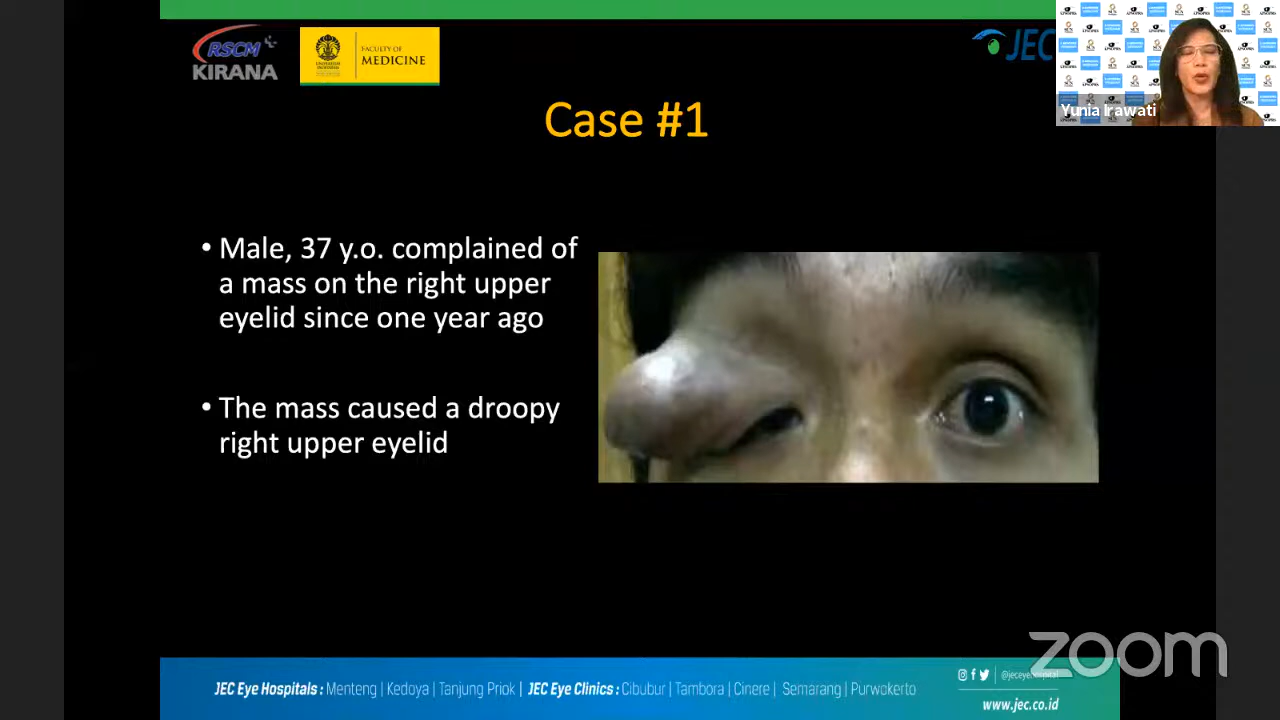 RSCM
KIRANA
FACULTY OF
MEDICINE
JEC
Yunia Irawati
Case #1
• Male, 37 y.o. complained of
a mass on the right upper
eyelid since one year ago
• The mass caused a droopy
right upper eyelid
zoom
JEC Eye Hospitals : Menteng | Kedoya | Tanjung Priok | JEC Eye Clinics : Cibubur | Tambora | Cinere | Semarang | Purwokerto
@jeceyehospital
www.jec.co.id